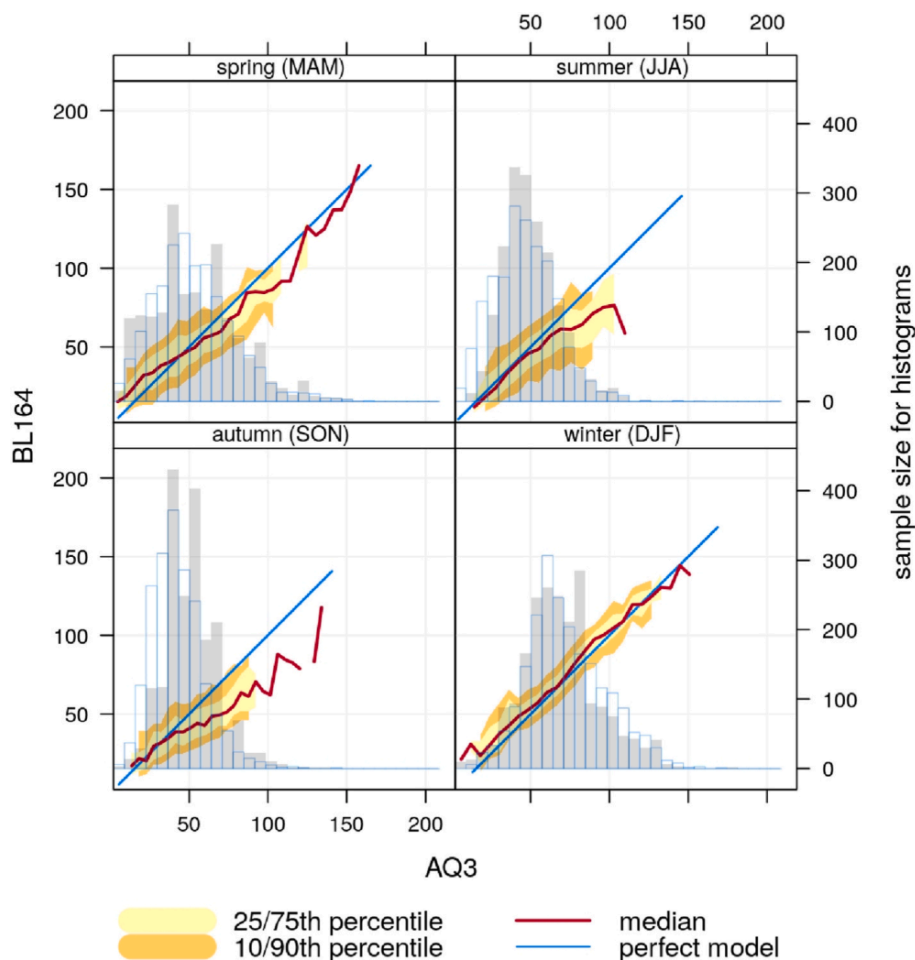 50 100 200
spring (MAM) summer (JJA)
200
150
100
50
400
300
200
100
0
autumn (SON) winter (DJF)
200
150
100
50
400
300
200
100
0
50 100 150 200
BL164
sample size for histograms
AQ3
25/75th percentile median
10/90th percentile perfect model